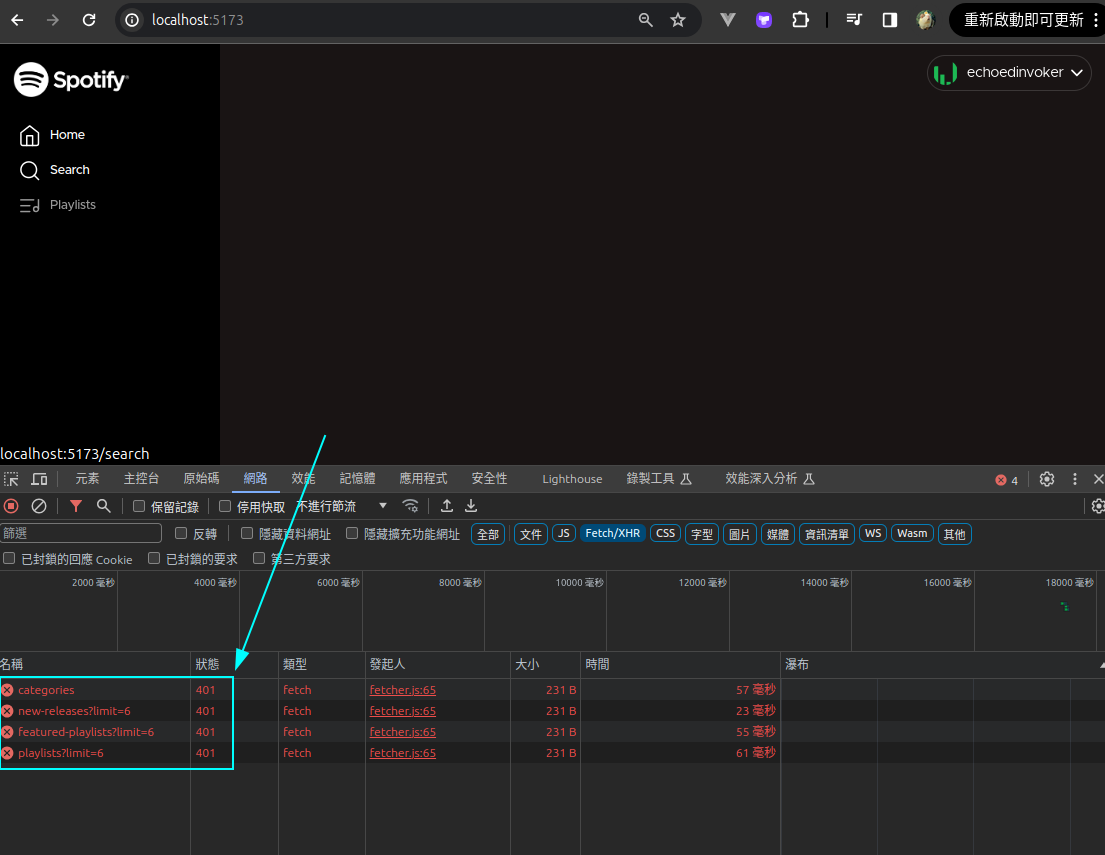 localhost:5173
重新啟動即可更新
Spotify
echoedinvoker
Home
Search
Playlists
localhost:5173/search
元素 主控台 原始碼 網路 效能 記憶體 應用程式 安全性 Lighthouse 錄製工具 效能深入分析 4
保留記錄 停用快取 不進行節流
篩選 反轉 隱藏資料網址 隱藏擴充功能網址 全部 文件 JS Fetch/XHR CSS 字型 圖片 媒體 資訊清單 WS Wasm 其他
已封鎖的回應 Cookie 已封鎖的要求 第三方要求
2000 毫秒 4000 毫秒 6000 毫秒 8000 毫秒 10000 毫秒 12000 毫秒 14000 毫秒 16000 毫秒 18000 毫秒
名稱 狀態 類型 發起人 大小 時間 瀑布
categories 401 fetch fetcher.js:65 231 B 57 毫秒
new-releases?limit=6 401 fetch fetcher.js:65 231 B 23 毫秒
featured-playlists?limit=6 401 fetch fetcher.js:65 231 B 55 毫秒
playlists?limit=6 401 fetch fetcher.js:65 231 B 61 毫秒